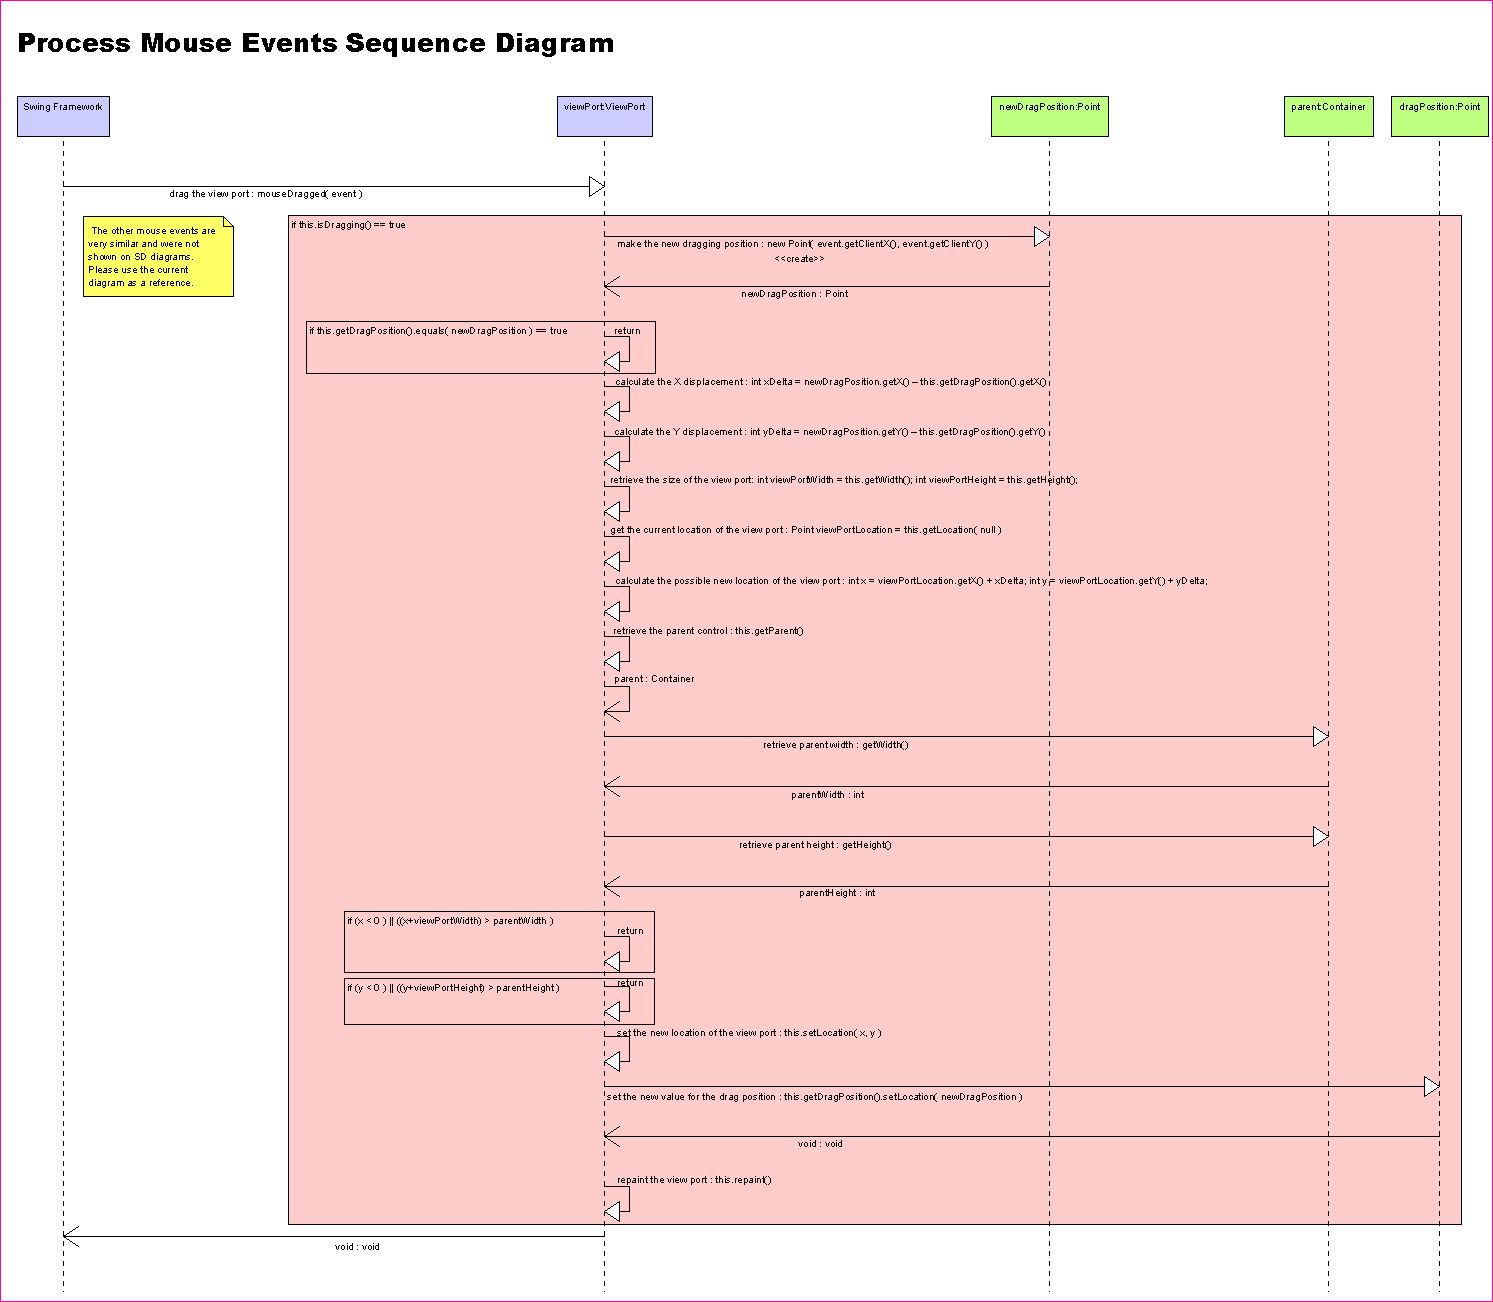 Process Mouse Events Sequence Diagram
Swing Framework
viewPort:ViewPort
newDragPosition:Point
parent:Container
dragPosition:Point
drag the view port : mouseDragged( event )
The other mouse events are
very similar and were not
shown on SD diagrams.
Please use the current
diagram as a reference.
if this.isDragging() == true
make the new dragging position : new Point( event.getClientX(), event.getClientY() )
<<create>>
newDragPosition : Point
if this.getDragPosition().equals( newDragPosition ) == true
return
calculate the X displacement : int xDelta = newDragPosition.getX() – this.getDragPosition().getX()
calculate the Y displacement : int yDelta = newDragPosition.getY() – this.getDragPosition().getY()
retrieve the size of the view port: int viewPortWidth = this.getWidth(); int viewPortHeight = this.getHeight();
get the current location of the view port : Point viewPortLocation = this.getLocation( null )
calculate the possible new location of the view port : int x = viewPortLocation.getX() + xDelta; int y = viewPortLocation.getY() + yDelta;
retrieve the parent control : this.getParent()
parent : Container
retrieve parent width : getWidth()
parentWidth : int
retrieve parent height : getHeight()
parentHeight : int
if (x < 0 ) || ((x+viewPortWidth) > parentWidth )
return
if (y < 0 ) || ((y+viewPortHeight) > parentHeight )
return
set the new location of the view port : this.setLocation( x, y )
set the new value for the drag position : this.getDragPosition().setLocation( newDragPosition )
void : void
repaint the view port : this.repaint()
void : void